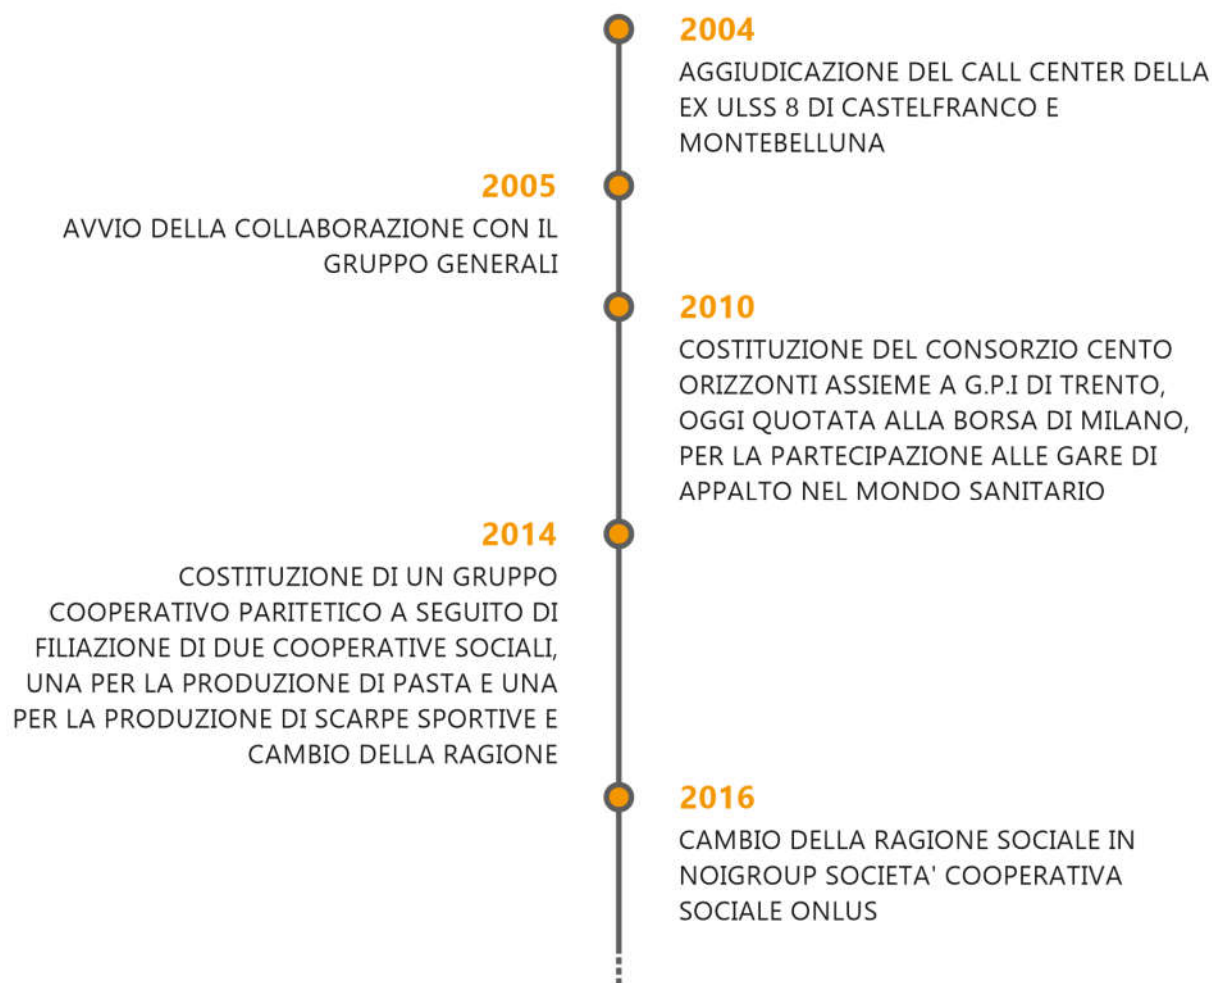 2004
AGGIUDICAZIONE DEL CALL CENTER DELLA
EX ULSS 8 DI CASTELFRANCO E
MONTEBELLUNA
2005
AVVIO DELLA COLLABORAZIONE CON IL
GRUPPO GENERALI
2010
COSTITUZIONE DEL CONSORZIO CENTO
ORIZZONTI ASSIEME A G.P.I DI TRENTO,
OGGI QUOTATA ALLA BORSA DI MILANO,
PER LA PARTECIPAZIONE ALLE GARE DI
APPALTO NEL MONDO SANITARIO
2014
COSTITUZIONE DI UN GRUPPO
COOPERATIVO PARITETICO A SEGUITO DI
FILIAZIONE DI DUE COOPERATIVE SOCIALI,
UNA PER LA PRODUZIONE DI PASTA E UNA
PER LA PRODUZIONE DI SCARPE SPORTIVE E
CAMBIO DELLA RAGIONE
2016
CAMBIO DELLA RAGIONE SOCIALE IN
NOIGROUP SOCIETA' COOPERATIVA
SOCIALE ONLUS